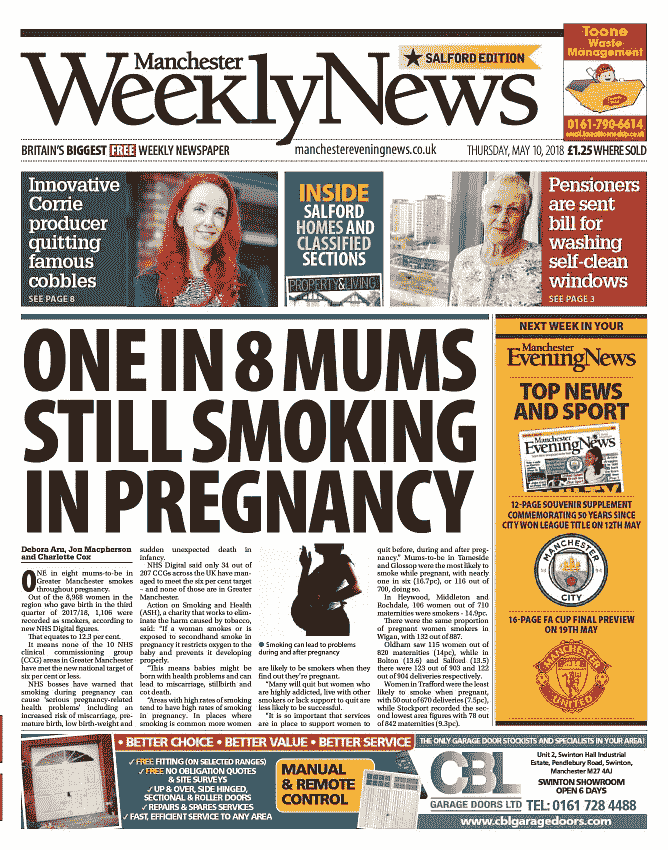 Manchester
Weekly News
★ SALFORD EDITION
Toone
Waste
Management
0161-790-6614
BRITAIN'S BIGGEST FREE WEEKLY NEWSPAPER
manchestereveningnews.co.uk
THURSDAY, MAY 10, 2018 £1.25 WHERE SOLD
Innovative
Corrie
producer
quitting
famous
cobbles
SEE PAGE 8
INSIDE
SALFORD
HOMES AND
CLASSIFIED
SECTIONS
PROPERTY & LIVING
Pensioners
are sent
bill for
washing
self-clean
windows
SEE PAGE 3
ONE IN 8 MUMS
STILL SMOKING
IN PREGNANCY
Debora Aru, Jon Macpherson
and Charlotte Cox
ONE in eight mums-to-be in
Greater Manchester smokes
throughout pregnancy.
Out of the 8,968 women in the
region who gave birth in the third
quarter of 2017/18, 1,106 were
recorded as smokers, according to
new NHS Digital figures.
That equates to 12.3 per cent.
It means none of the 10 NHS
clinical commissioning group
(CCG) areas in Greater Manchester
have met the new national target of
six per cent or less.
NHS bosses have warned that
smoking during pregnancy can
cause 'serious pregnancy-related
health problems' including an
increased risk of miscarriage, pre-
mature birth, low birth-weight and
sudden unexpected death in
infancy.
NHS Digital said only 34 out of
207 CCGs across the UK have man-
aged to meet the six per cent target
- and none of those are in Greater
Manchester.
Action on Smoking and Health
(ASH), a charity that works to elim-
inate the harm caused by tobacco,
said: "If a woman smokes or is
exposed to secondhand smoke in
pregnancy it restricts oxygen to the
baby and prevents it developing
properly.
"This means babies might be
born with health problems and can
lead to miscarriage, stillbirth and
cot death.
"Areas with high rates of smoking
tend to have high rates of smoking
in pregnancy. In places where
smoking is common more women
● Smoking can lead to problems
during and after pregnancy
are likely to be smokers when they
find out they're pregnant.
"Many will quit but women who
are highly addicted, live with other
smokers or lack support to quit are
less likely to be successful.
"It is so important that services
are in place to support women to
quit before, during and after preg-
nancy." Mums-to-be in Tameside
and Glossop were the most likely to
smoke while pregnant, with nearly
one in six (16.7pc), or 116 out of
700, doing so.
In Heywood, Middleton and
Rochdale, 106 women out of 710
maternities were smokers - 14.9pc.
There were the same proportion
of pregnant women smokers in
Wigan, with 132 out of 887.
Oldham saw 115 women out of
820 maternities (14pc), while in
Bolton (13.6) and Salford (13.5)
there were 123 out of 903 and 122
out of 904 deliveries respectively.
Women in Trafford were the least
likely to smoke when pregnant,
with 50 out of 670 deliveries (7.5pc),
while Stockport recorded the sec-
ond lowest area figures with 78 out
of 842 maternities (9.3pc).
NEXT WEEK IN YOUR
Manchester
Evening News
TOP NEWS
AND SPORT
Manchester
Evening News
12-PAGE SOUVENIR SUPPLEMENT
COMMEMORATING 50 YEARS SINCE
CITY WON LEAGUE TITLE ON 12TH MAY
MANCHESTER
CITY
16-PAGE FA CUP FINAL PREVIEW
ON 19TH MAY
MANCHESTER
UNITED
• BETTER CHOICE • BETTER VALUE • BETTER SERVICE
THE ONLY GARAGE DOOR STOCKISTS AND SPECIALISTS IN YOUR AREA!
✓ FREE FITTING (ON SELECTED RANGES)
✓ FREE NO OBLIGATION QUOTES
& SITE SURVEYS
✓ UP & OVER, SIDE HINGED,
SECTIONAL & ROLLER DOORS
✓ REPAIRS & SPARES SERVICES
✓ FAST, EFFICIENT SERVICE TO ANY AREA
MANUAL
& REMOTE
CONTROL
CBL
GARAGE DOORS LTD
Unit 2, Swinton Hall Industrial
Estate, Pendlebury Road, Swinton,
Manchester M27 4AJ
SWINTON SHOWROOM
OPEN 6 DAYS
TEL: 0161 728 4488
www.cblgaragedoors.com